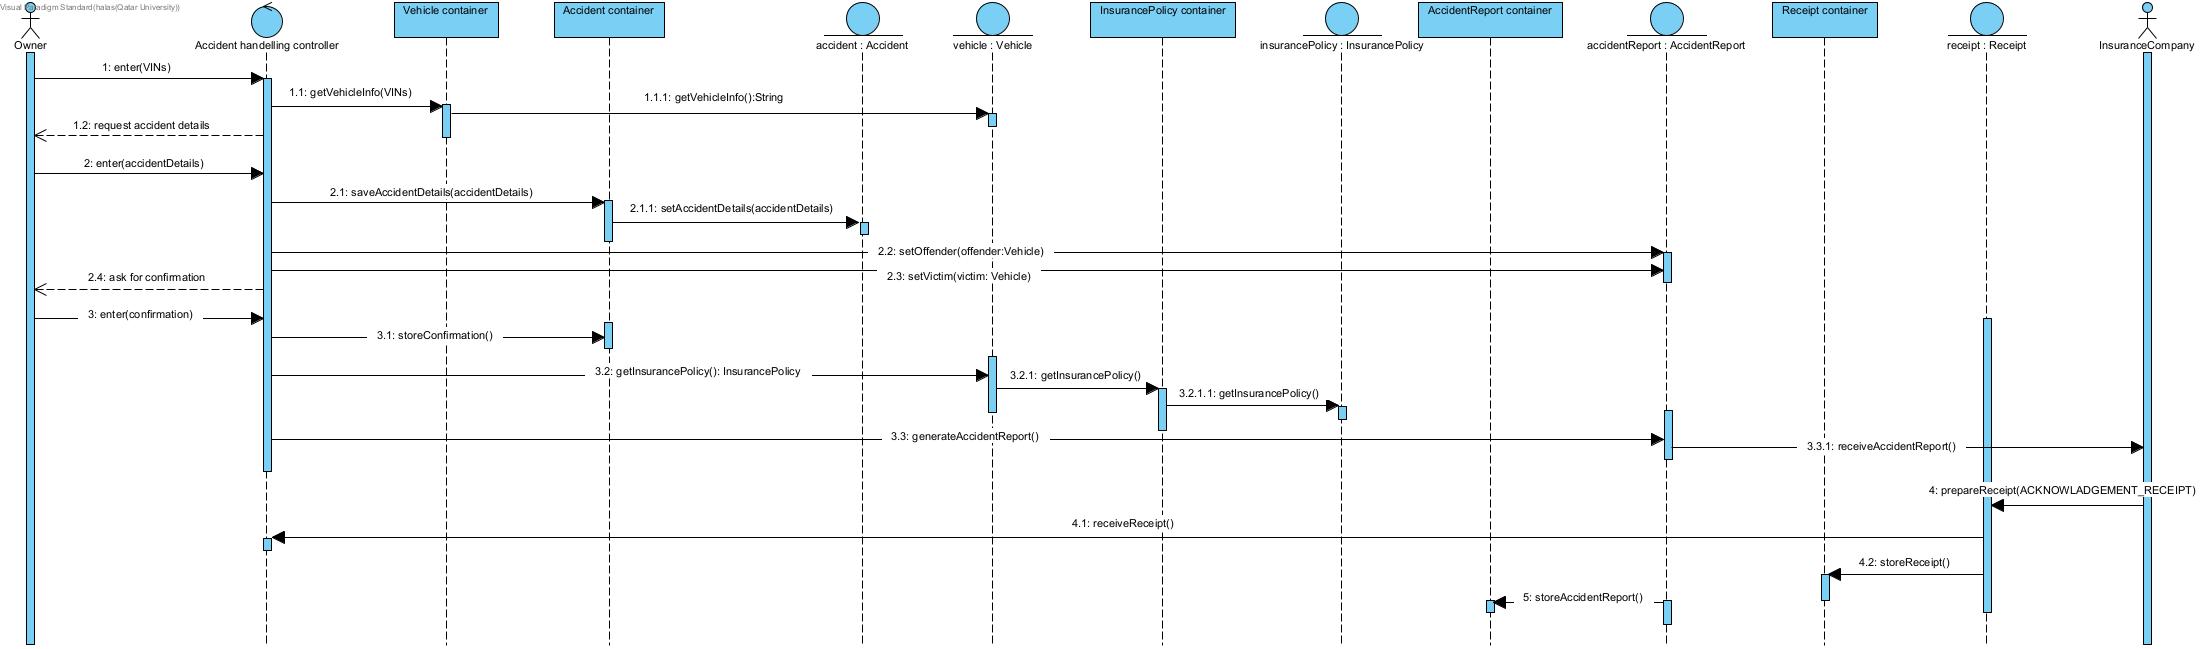 Visual Paradigm Standard(halas(Qatar University))
Vehicle container
Accident container
InsurancePolicy container
AccidentReport container
Receipt container
Owner
Accident handelling controller
accident : Accident
vehicle : Vehicle
insurancePolicy : InsurancePolicy
accidentReport : AccidentReport
receipt : Receipt
InsuranceCompany
1: enter(VINs)
1.1: getVehicleInfo(VINs)
1.1.1: getVehicleInfo():String
1.2: request accident details
2: enter(accidentDetails)
2.1: saveAccidentDetails(accidentDetails)
2.1.1: setAccidentDetails(accidentDetails)
2.2: setOffender(offender:Vehicle)
2.3: setVictim(victim: Vehicle)
2.4: ask for confirmation
3: enter(confirmation)
3.1: storeConfirmation()
3.2: getInsurancePolicy(): InsurancePolicy
3.2.1: getInsurancePolicy()
3.2.1.1: getInsurancePolicy()
3.3: generateAccidentReport()
3.3.1: receiveAccidentReport()
4: prepareReceipt(ACKNOWLADGEMENT_RECEIPT)
4.1: receiveReceipt()
4.2: storeReceipt()
5: storeAccidentReport()